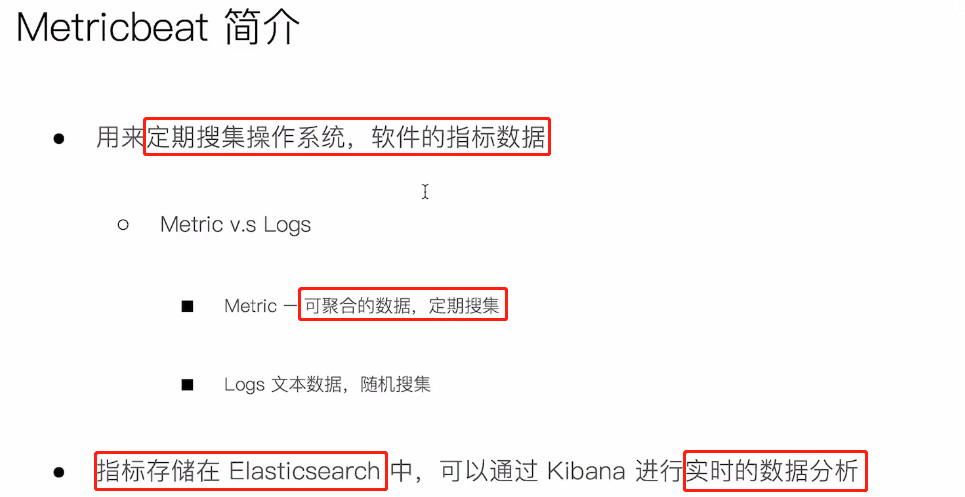 Metricbeat 简介
用来定期搜集操作系统，软件的指标数据
Metric v.s Logs
Metric — 可聚合的数据，定期搜集
Logs 文本数据，随机搜集
指标存储在 Elasticsearch 中，可以通过 Kibana 进行实时的数据分析